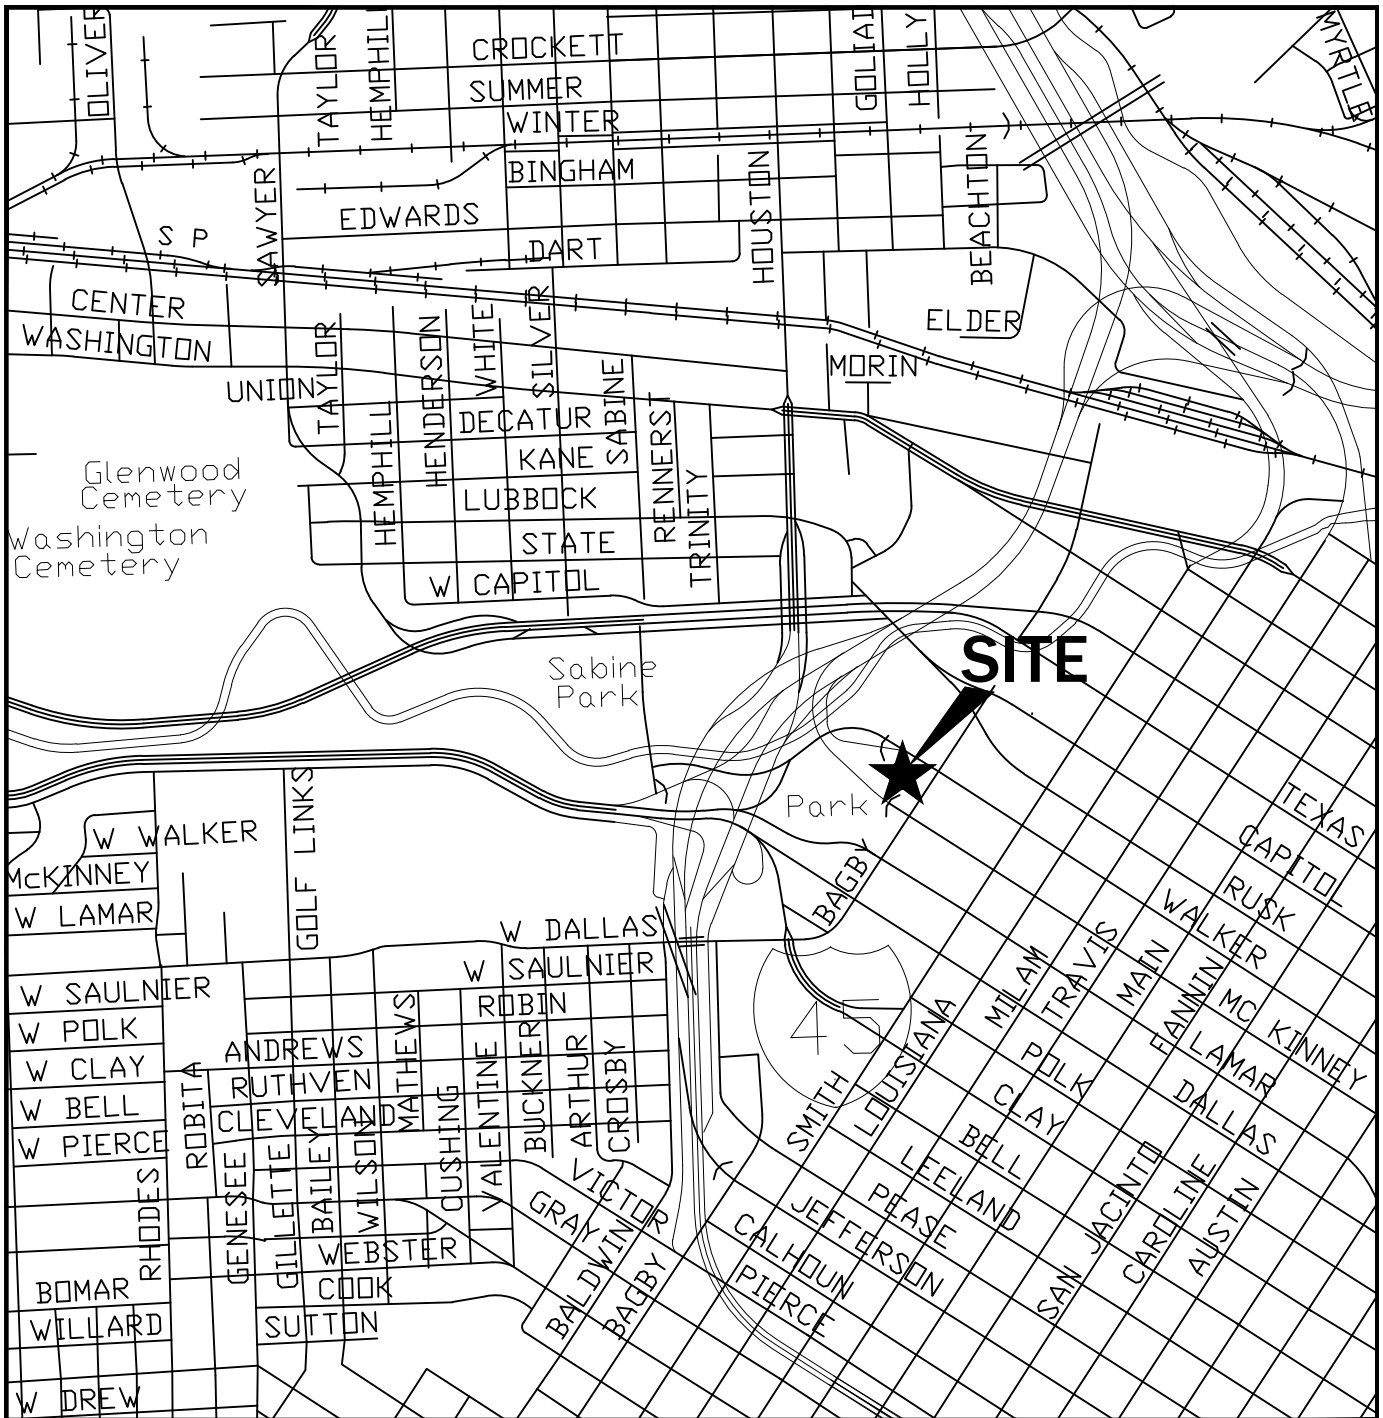 OLIVER
TAYLOR
HEMPHIL
CROCKETT
GOLIAD
HOLLY
MYRTLE
SUMMER
WINTER
BINGHAM
SAWYER
HOUSTON
BEACHTON
EDWARDS
S P
DART
CENTER
WASHINGTON
ELDER
TAYLOR
HENDERSON
WHITE
SILVER
MORIN
UNION
SABINE
DECATUR
HEMPHILL
KANE
RENNERST
Glenwood
Cemetery
LUBBOCK
TRINITY
Washington
Cemetery
STATE
W CAPITOL
SITE
Sabine
Park
Park
TEXAS
W WALKER
GOLF LINKS
CAPITOL
McKINNEY
BAGBY
RUSK
W LAMAR
WALKER
W DALLAS
W SAULNIER
W SAULNIER
MILAM
TRAVIS
MAIN
FANNIN
MC KINNEY
ROBIN
W POLK
MATHEWS
45
LOUISIANA
ANDREWS
LAMAR
W CLAY
ROBITA
RUTHVEN
VALENTINE
BUCKNER
ARTHUR
CROSBY
POLK
W BELL
CLEVELAND
CUSHING
SMITH
CLAY
DALLAS
W PIERCE
BELL
GENESEE
GILLETTE
BAILEY
WILSON
VICTOR
LEELAND
RHODES
GRAY
PEASE
JACINTO
CAROLINE
AUSTIN
JEFFERSON
CALHOUN
WEBSTER
BALDWIN
BAGBY
PIERCE
SAN
BOMAR
COOK
WILLARD
SUTTON
W DREW